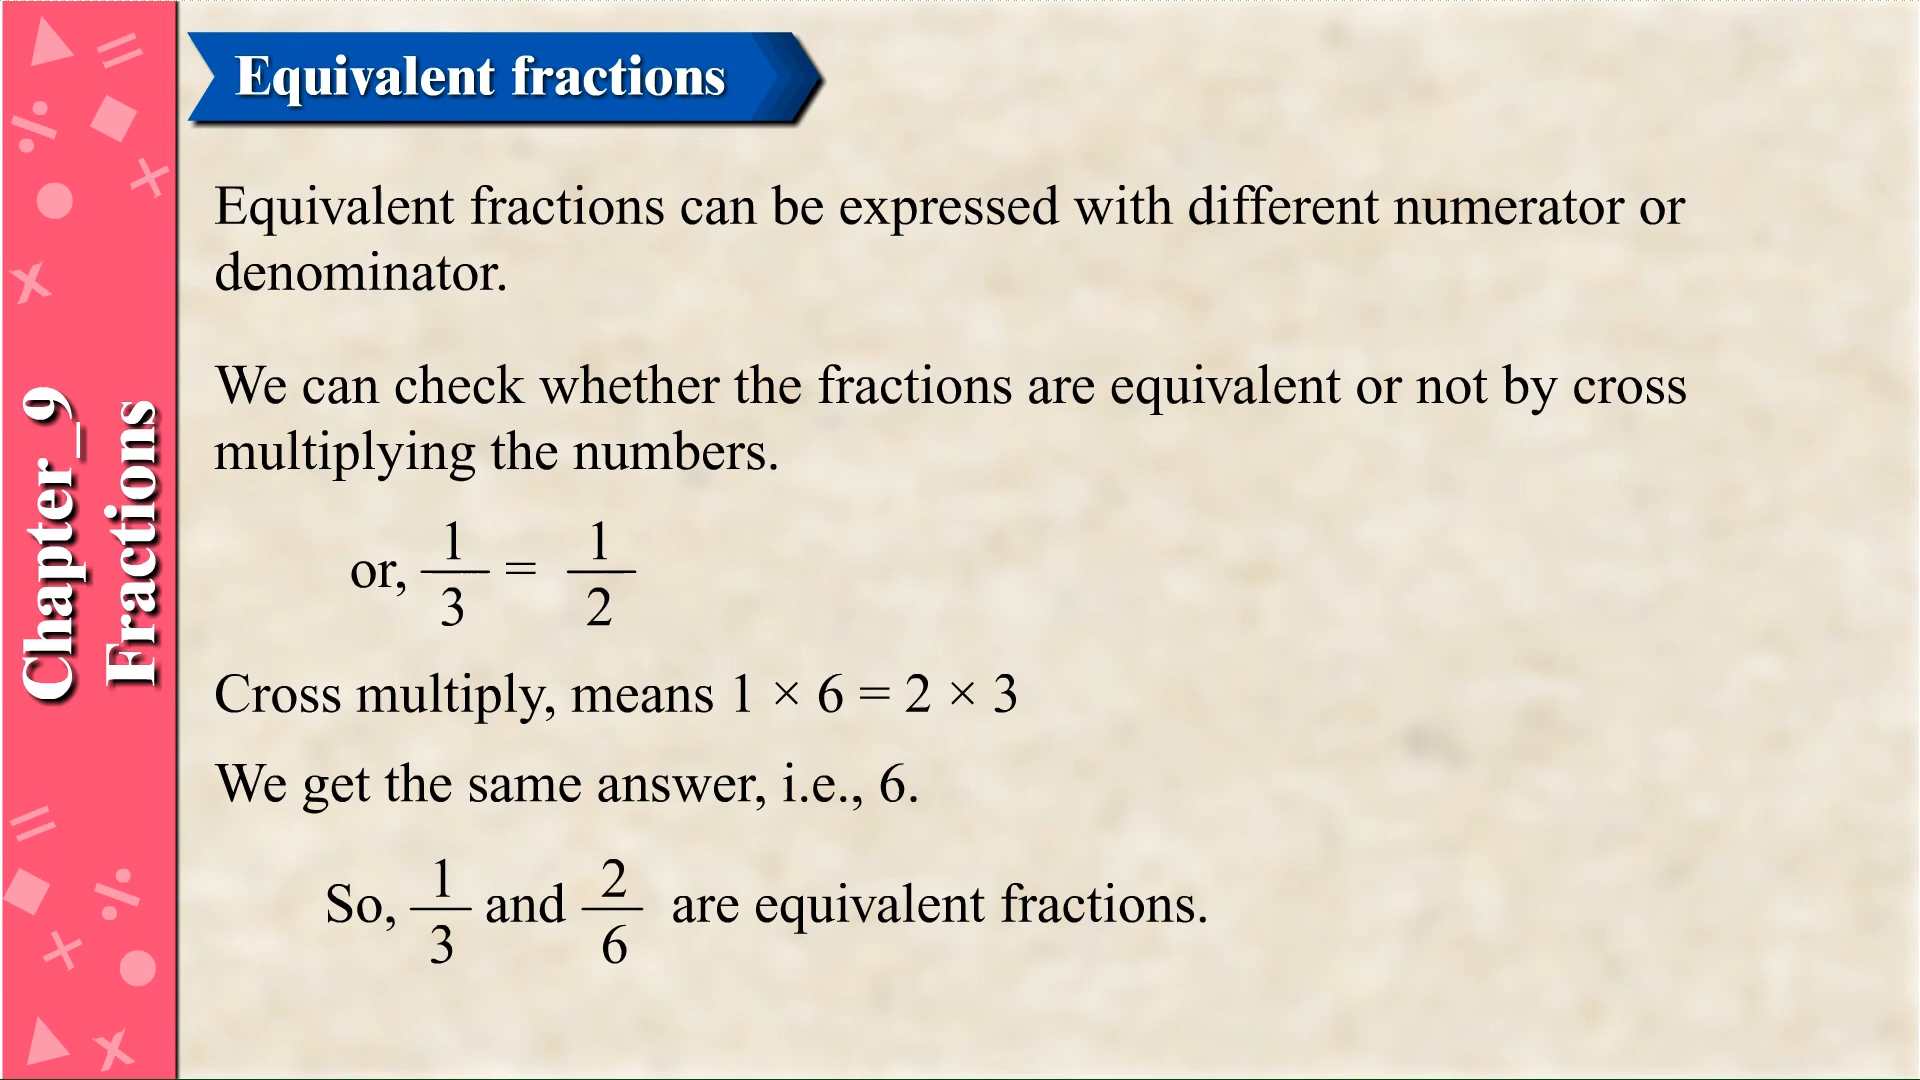 Chapter_9
Fractions
Equivalent fractions
Equivalent fractions can be expressed with different numerator or
denominator.
We can check whether the fractions are equivalent or not by cross
multiplying the numbers.
or, 1/3 = 1/2
Cross multiply, means 1 × 6 = 2 × 3
We get the same answer, i.e., 6.
So, 1/3 and 2/6 are equivalent fractions.